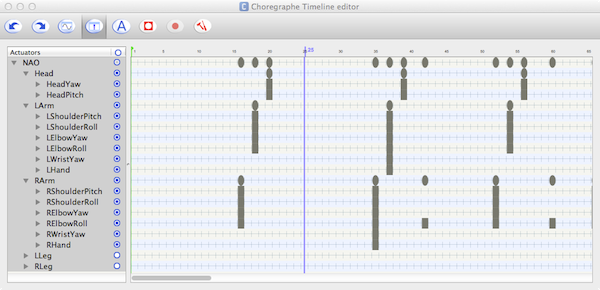 Choregraphe Timeline editor
A
Actuators
5 10 15 20 25 30 35 40 45 50 55 60 65
NAO
Head
HeadYaw
HeadPitch
LArm
LShoulderPitch
LShoulderRoll
LElbowYaw
LElbowRoll
LWristYaw
LHand
RArm
RShoulderPitch
RShoulderRoll
RElbowYaw
RElbowRoll
RWristYaw
RHand
LLeg
RLeg